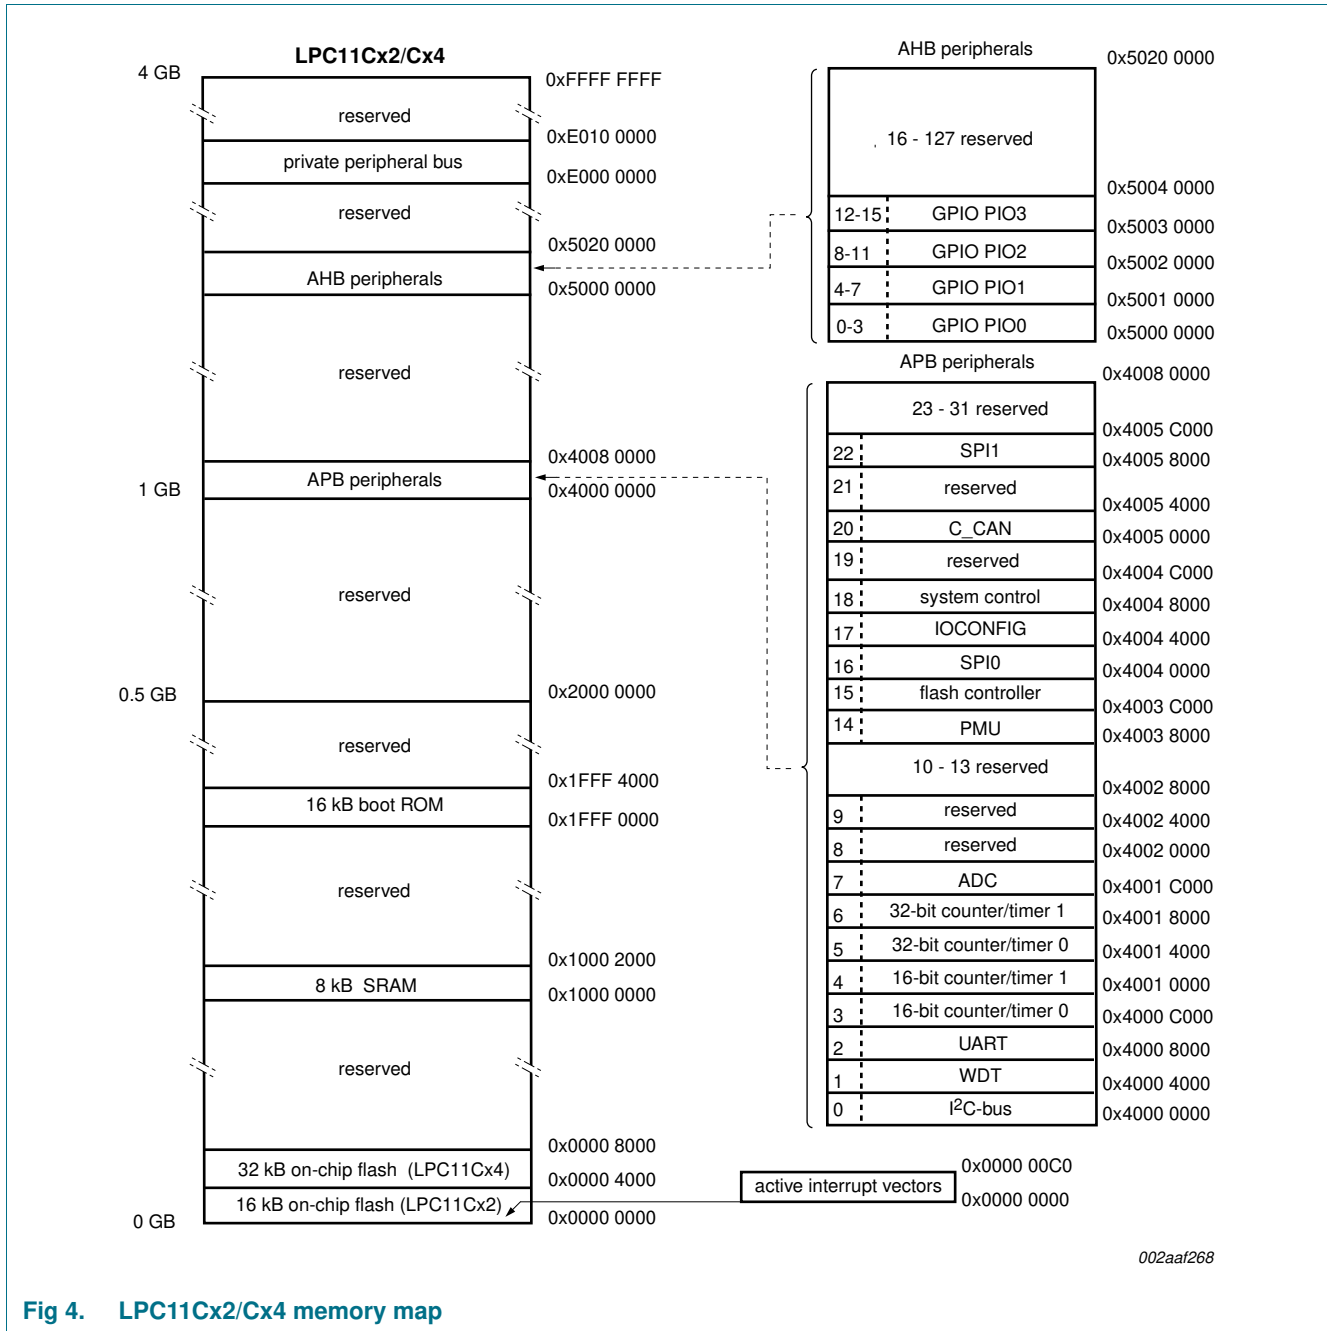 LPC11Cx2/Cx4
4 GB
0xFFFF FFFF
reserved
0xE010 0000
private peripheral bus
0xE000 0000
reserved
0x5020 0000
AHB peripherals
0x5000 0000
reserved
0x4008 0000
APB peripherals
1 GB
0x4000 0000
reserved
0.5 GB
0x2000 0000
reserved
0x1FFF 4000
16 kB boot ROM
0x1FFF 0000
reserved
0x1000 2000
8 kB SRAM
0x1000 0000
reserved
0x0000 8000
32 kB on-chip flash (LPC11Cx4)
0x0000 4000
16 kB on-chip flash (LPC11Cx2)
0 GB
0x0000 0000
AHB peripherals
0x5020 0000
16 - 127 reserved
0x5004 0000
12-15 GPIO PIO3
0x5003 0000
8-11 GPIO PIO2
0x5002 0000
4-7 GPIO PIO1
0x5001 0000
0-3 GPIO PIO0
0x5000 0000
APB peripherals
0x4008 0000
23 - 31 reserved
0x4005 C000
22 SPI1
0x4005 8000
21 reserved
0x4005 4000
20 C_CAN
0x4005 0000
19 reserved
0x4004 C000
18 system control
0x4004 8000
17 IOCONFIG
0x4004 4000
16 SPI0
0x4004 0000
15 flash controller
0x4003 C000
14 PMU
0x4003 8000
10 - 13 reserved
0x4002 8000
9 reserved
0x4002 4000
8 reserved
0x4002 0000
7 ADC
0x4001 C000
6 32-bit counter/timer 1
0x4001 8000
5 32-bit counter/timer 0
0x4001 4000
4 16-bit counter/timer 1
0x4001 0000
3 16-bit counter/timer 0
0x4000 C000
2 UART
0x4000 8000
1 WDT
0x4000 4000
0 I2C-bus
0x4000 0000
0x0000 00C0
active interrupt vectors
0x0000 0000
002aaf268
Fig 4. LPC11Cx2/Cx4 memory map